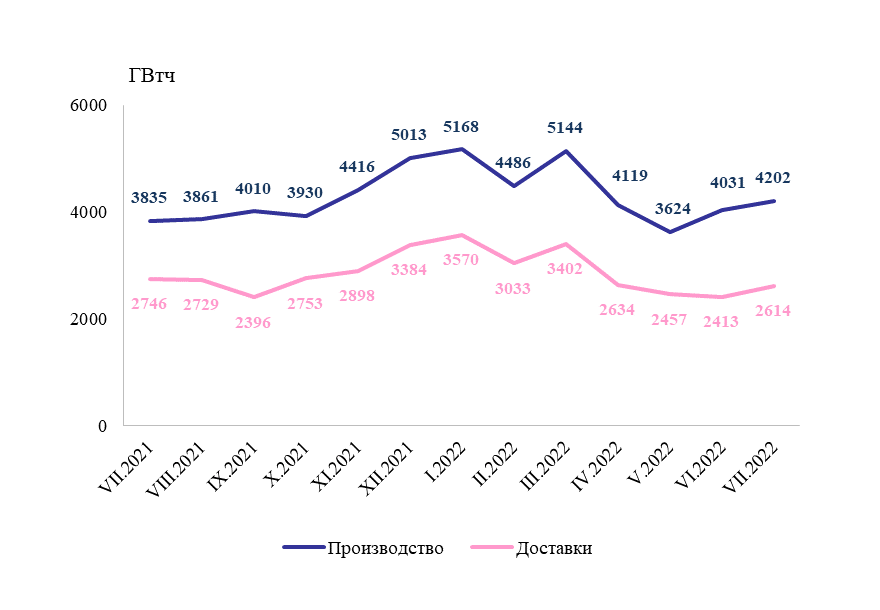 ГВтч
6000
4000
2000
0
3835 3861 4010 3930 4416 5013 5168 4486 5144 4119 3624 4031 4202
2746 2729 2396 2753 2898 3384 3570 3033 3402 2634 2457 2413 2614
VII.2021 VIII.2021 IX.2021 X.2021 XI.2021 XII.2021 I.2022 II.2022 III.2022 IV.2022 V.2022 VI.2022 VII.2022
Производство Доставки